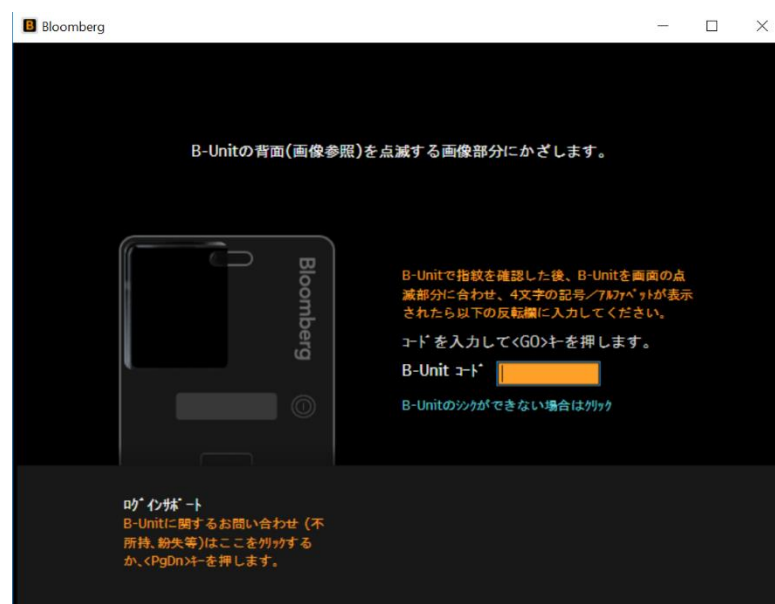 Bloomberg
B-Unitの背面(画像参照)を点滅する画像部分にかざします。
Bloomberg
B-Unitで指紋を確認した後、B-Unitを画面の点
滅部分に合わせ、4文字の記号／ｱﾙﾌｧﾍﾞｯﾄが表示
されたら以下の反転欄に入力してください。
ｺｰﾄﾞを入力して<GO>ｷｰを押します。
B-Unit ｺｰﾄﾞ
B-Unitのｼﾝｸができない場合はｸﾘｯｸ
ﾛｸﾞｲﾝｻﾎﾟｰﾄ
B-Unitに関するお問い合わせ (不
所持､紛失等)はここをｸﾘｯｸする
か､<PgDn>ｷｰを押します。